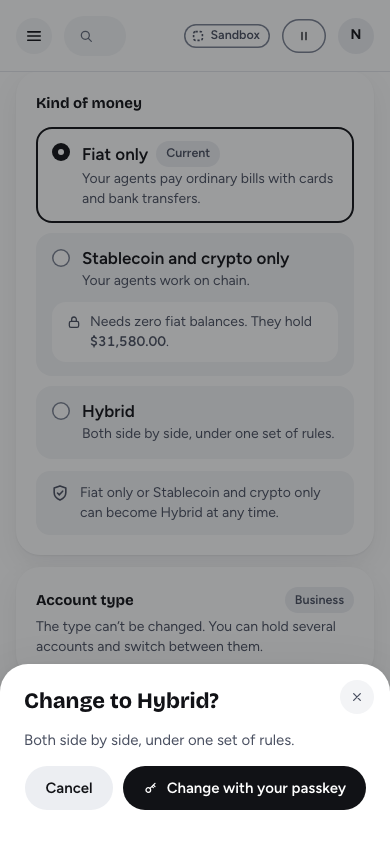 Sandbox
N
Kind of money
Fiat only
Current
Your agents pay ordinary bills with cards
and bank transfers.
Stablecoin and crypto only
Your agents work on chain.
Needs zero fiat balances. They hold
$31,580.00.
Hybrid
Both side by side, under one set of rules.
Fiat only or Stablecoin and crypto only
can become Hybrid at any time.
Account type
Business
The type can’t be changed. You can hold several
accounts and switch between them.
Change to Hybrid?
Both side by side, under one set of rules.
Cancel
Change with your passkey